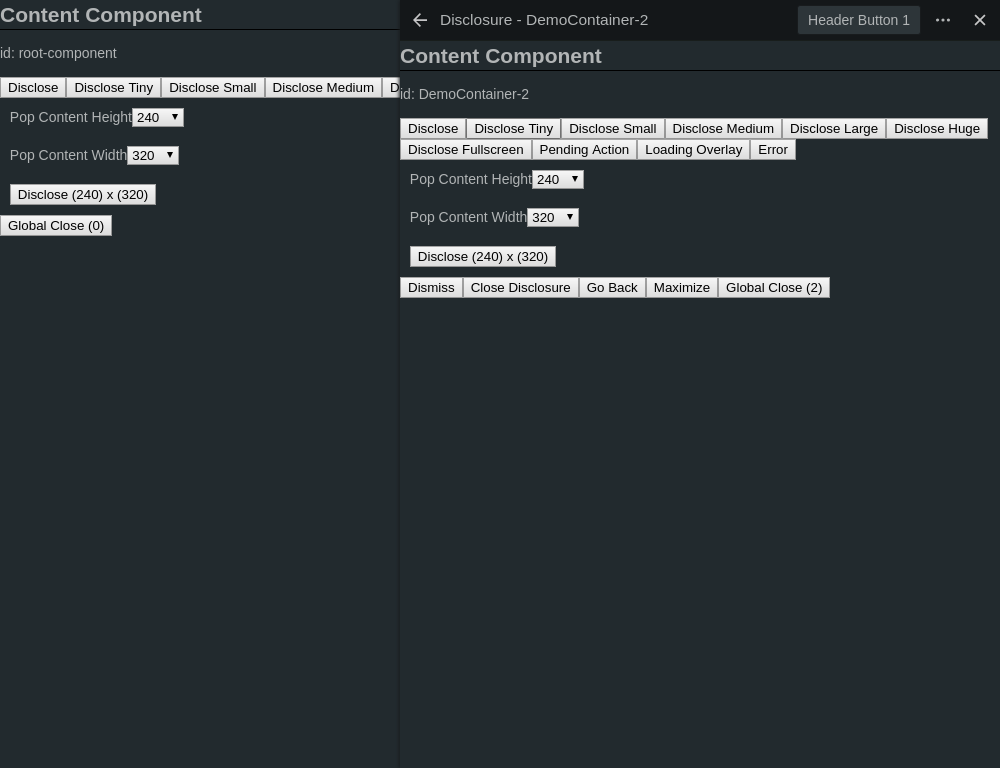 Content Component
id: root-component
Disclose Disclose Tiny Disclose Small Disclose Medium D
Pop Content Height 240
Pop Content Width 320
Disclose (240) x (320)
Global Close (0)
Disclosure - DemoContainer-2 Header Button 1
Content Component
id: DemoContainer-2
Disclose Disclose Tiny Disclose Small Disclose Medium Disclose Large Disclose Huge
Disclose Fullscreen Pending Action Loading Overlay Error
Pop Content Height 240
Pop Content Width 320
Disclose (240) x (320)
Dismiss Close Disclosure Go Back Maximize Global Close (2)